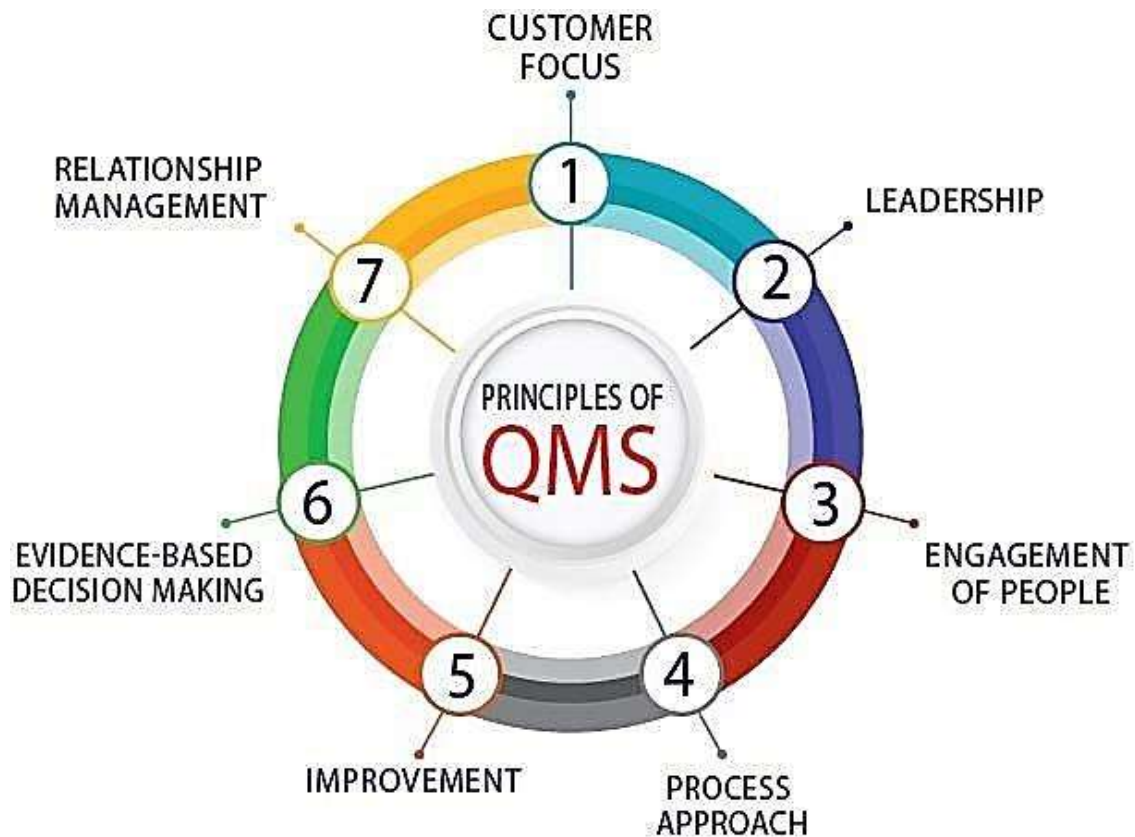 CUSTOMER
FOCUS
1
LEADERSHIP
2
ENGAGEMENT
OF PEOPLE
3
PROCESS
APPROACH
4
IMPROVEMENT
5
EVIDENCE-BASED
DECISION MAKING
6
RELATIONSHIP
MANAGEMENT
7
PRINCIPLES OF
QMS